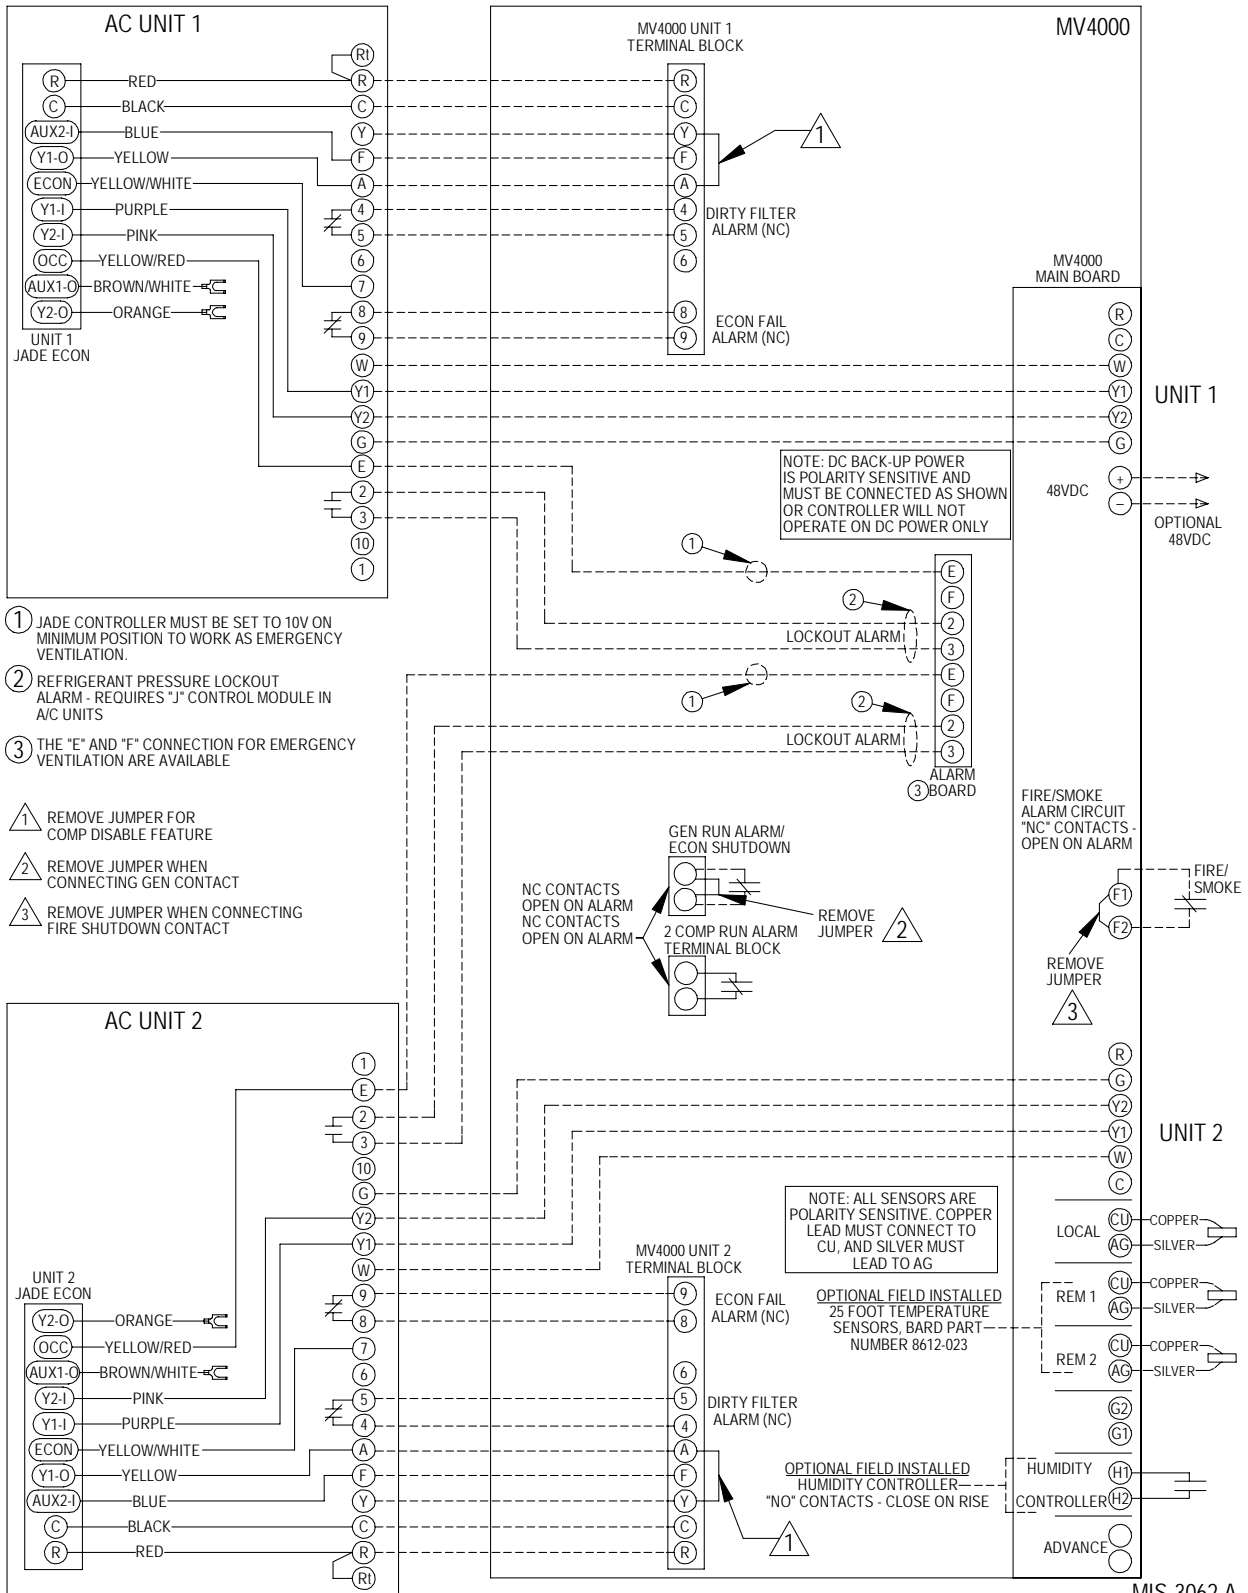 AC UNIT 1
R
RED
C
BLACK
AUX2-I
BLUE
Y1-O
YELLOW
ECON
YELLOW/WHITE
Y1-I
PURPLE
Y2-I
PINK
OCC
YELLOW/RED
AUX1-O
BROWN/WHITE
Y2-O
ORANGE
UNIT 1
JADE ECON
Rt
R
C
Y
F
A
4
5
6
7
8
9
W
Y1
Y2
G
E
2
3
10
1
MV4000 UNIT 1
TERMINAL BLOCK
R
C
Y
F
A
4
5
6
8
9
1
DIRTY FILTER
ALARM (NC)
ECON FAIL
ALARM (NC)
MV4000
MV4000
MAIN BOARD
R
C
W
Y1
Y2
G
UNIT 1
48VDC
+
−
OPTIONAL
48VDC
NOTE: DC BACK-UP POWER
IS POLARITY SENSITIVE AND
MUST BE CONNECTED AS SHOWN
OR CONTROLLER WILL NOT
OPERATE ON DC POWER ONLY
1
2
LOCKOUT ALARM
1
2
LOCKOUT ALARM
E
F
2
3
E
F
2
3
ALARM
3 BOARD
1 JADE CONTROLLER MUST BE SET TO 10V ON
MINIMUM POSITION TO WORK AS EMERGENCY
VENTILATION.
2 REFRIGERANT PRESSURE LOCKOUT
ALARM - REQUIRES "J" CONTROL MODULE IN
A/C UNITS
3 THE "E" AND "F" CONNECTION FOR EMERGENCY
VENTILATION ARE AVAILABLE
1 REMOVE JUMPER FOR
COMP DISABLE FEATURE
2 REMOVE JUMPER WHEN
CONNECTING GEN CONTACT
3 REMOVE JUMPER WHEN CONNECTING
FIRE SHUTDOWN CONTACT
GEN RUN ALARM/
ECON SHUTDOWN
NC CONTACTS
OPEN ON ALARM
NC CONTACTS
OPEN ON ALARM
REMOVE
JUMPER
2
2 COMP RUN ALARM
TERMINAL BLOCK
FIRE/SMOKE
ALARM CIRCUIT
"NC" CONTACTS -
OPEN ON ALARM
F1
F2
FIRE/
SMOKE
REMOVE
JUMPER
3
AC UNIT 2
1
E
2
3
10
G
Y2
Y1
W
9
8
7
6
5
4
A
F
Y
C
R
Rt
UNIT 2
JADE ECON
Y2-O
ORANGE
OCC
YELLOW/RED
AUX1-O
BROWN/WHITE
Y2-I
PINK
Y1-I
PURPLE
ECON
YELLOW/WHITE
Y1-O
YELLOW
AUX2-I
BLUE
C
BLACK
R
RED
MV4000 UNIT 2
TERMINAL BLOCK
9
8
6
5
4
A
F
Y
C
R
ECON FAIL
ALARM (NC)
DIRTY FILTER
ALARM (NC)
1
NOTE: ALL SENSORS ARE
POLARITY SENSITIVE. COPPER
LEAD MUST CONNECT TO
CU, AND SILVER MUST
LEAD TO AG
OPTIONAL FIELD INSTALLED
25 FOOT TEMPERATURE
SENSORS, BARD PART
NUMBER 8612-023
OPTIONAL FIELD INSTALLED
HUMIDITY CONTROLLER
"NO" CONTACTS - CLOSE ON RISE
R
G
Y2
Y1
W
C
UNIT 2
LOCAL
CU
COPPER
AG
SILVER
REM 1
CU
COPPER
AG
SILVER
REM 2
CU
COPPER
AG
SILVER
G2
G1
HUMIDITY
CONTROLLER
H1
H2
ADVANCE